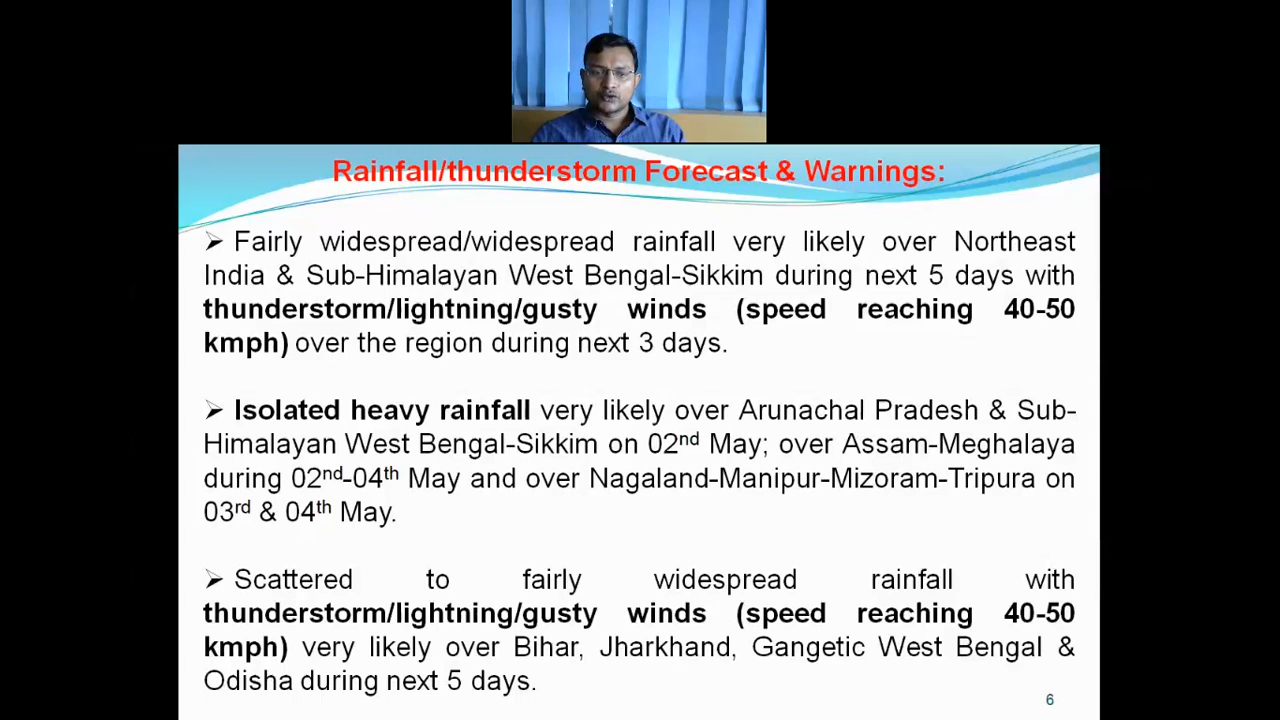 Rainfall/thunderstorm Forecast & Warnings:
➢ Fairly widespread/widespread rainfall very likely over Northeast
India & Sub-Himalayan West Bengal-Sikkim during next 5 days with
thunderstorm/lightning/gusty winds (speed reaching 40-50
kmph) over the region during next 3 days.
➢ Isolated heavy rainfall very likely over Arunachal Pradesh & Sub-
Himalayan West Bengal-Sikkim on 02nd May; over Assam-Meghalaya
during 02nd-04th May and over Nagaland-Manipur-Mizoram-Tripura on
03rd & 04th May.
➢ Scattered to fairly widespread rainfall with
thunderstorm/lightning/gusty winds (speed reaching 40-50
kmph) very likely over Bihar, Jharkhand, Gangetic West Bengal &
Odisha during next 5 days.
6